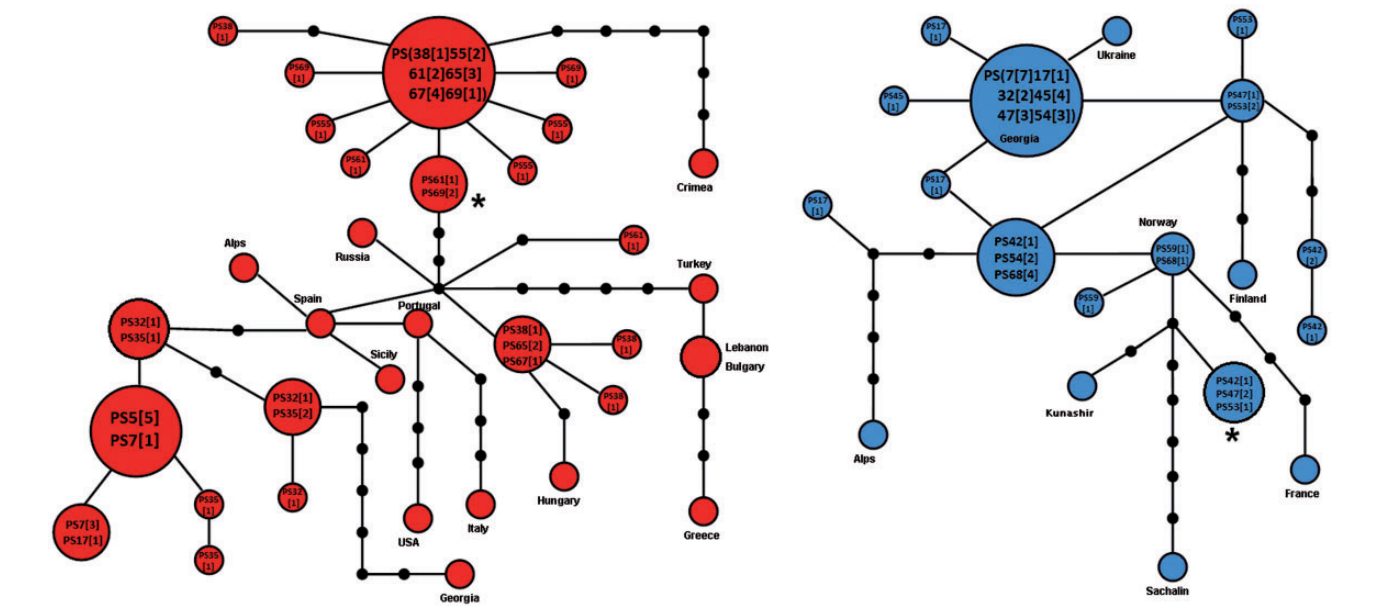 PS38
[1]
PS(38[1]55[2]
61[2]65[3]
67[4]69[1])
PS69
[1]
PS69
[1]
PS55
[1]
PS55
[1]
PS61
[1]
PS55
[1]
Crimea
PS61[1]
PS69[2]
*
Alps
Russia
PS61
[1]
Turkey
Spain
Portugal
PS32[1]
PS35[1]
Sicily
PS38[1]
PS65[2]
PS67[1]
PS38
[1]
Lebanon
Bulgary
PS38
[1]
PS5[5]
PS7[1]
PS32[1]
PS35[2]
PS32
[1]
PS35
[1]
PS7[3]
PS17[1]
PS35
[1]
USA
Italy
Hungary
Greece
Georgia
PS17
[1]
Ukraine
PS53
[1]
PS(7[7]17[1]
32[2]45[4]
47[3]54[3])
Georgia
PS45
[1]
PS47[1]
PS53[2]
PS17
[1]
PS17
[1]
PS42[1]
PS54[2]
PS68[4]
Norway
PS59[1]
PS68[1]
PS59
[1]
Finland
PS42
[2]
PS42
[1]
Kunashir
PS42[1]
PS47[2]
PS53[1]
*
Alps
France
Sachalin